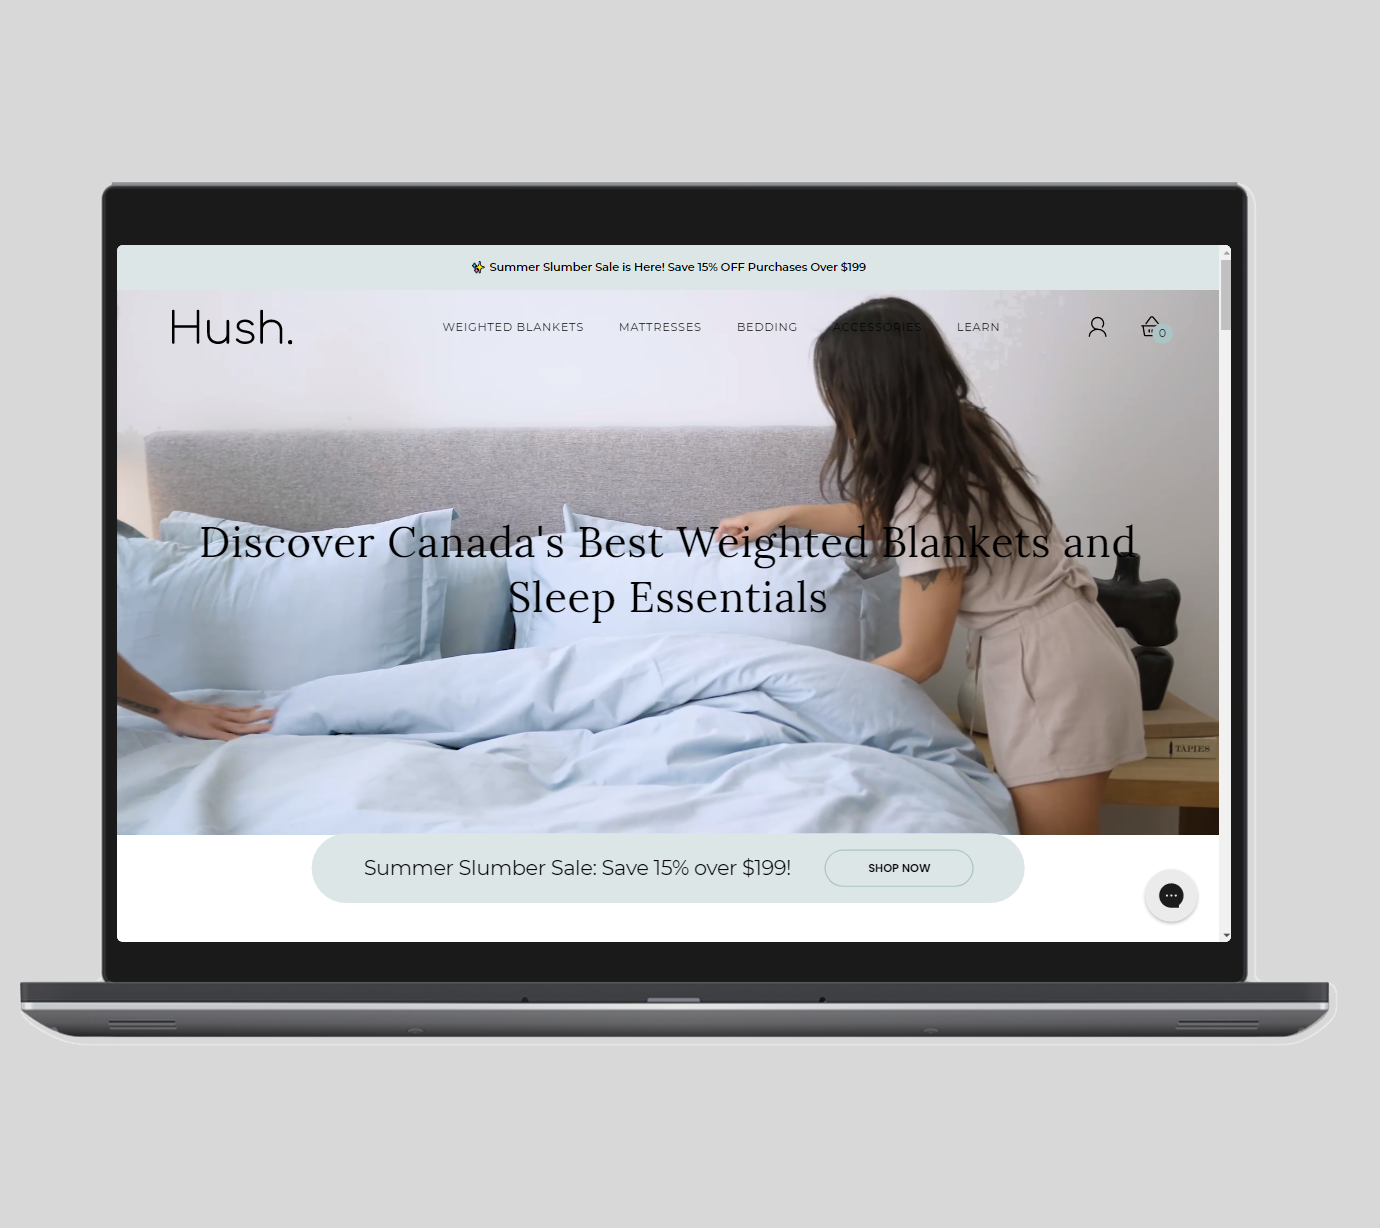 Summer Slumber Sale is Here! Save 15% OFF Purchases Over $199
Hush.
WEIGHTED BLANKETS MATTRESSES BEDDING ACCESSORIES LEARN
0
Discover Canada's Best Weighted Blankets and
Sleep Essentials
TÀPIES
Summer Slumber Sale: Save 15% over $199!
SHOP NOW